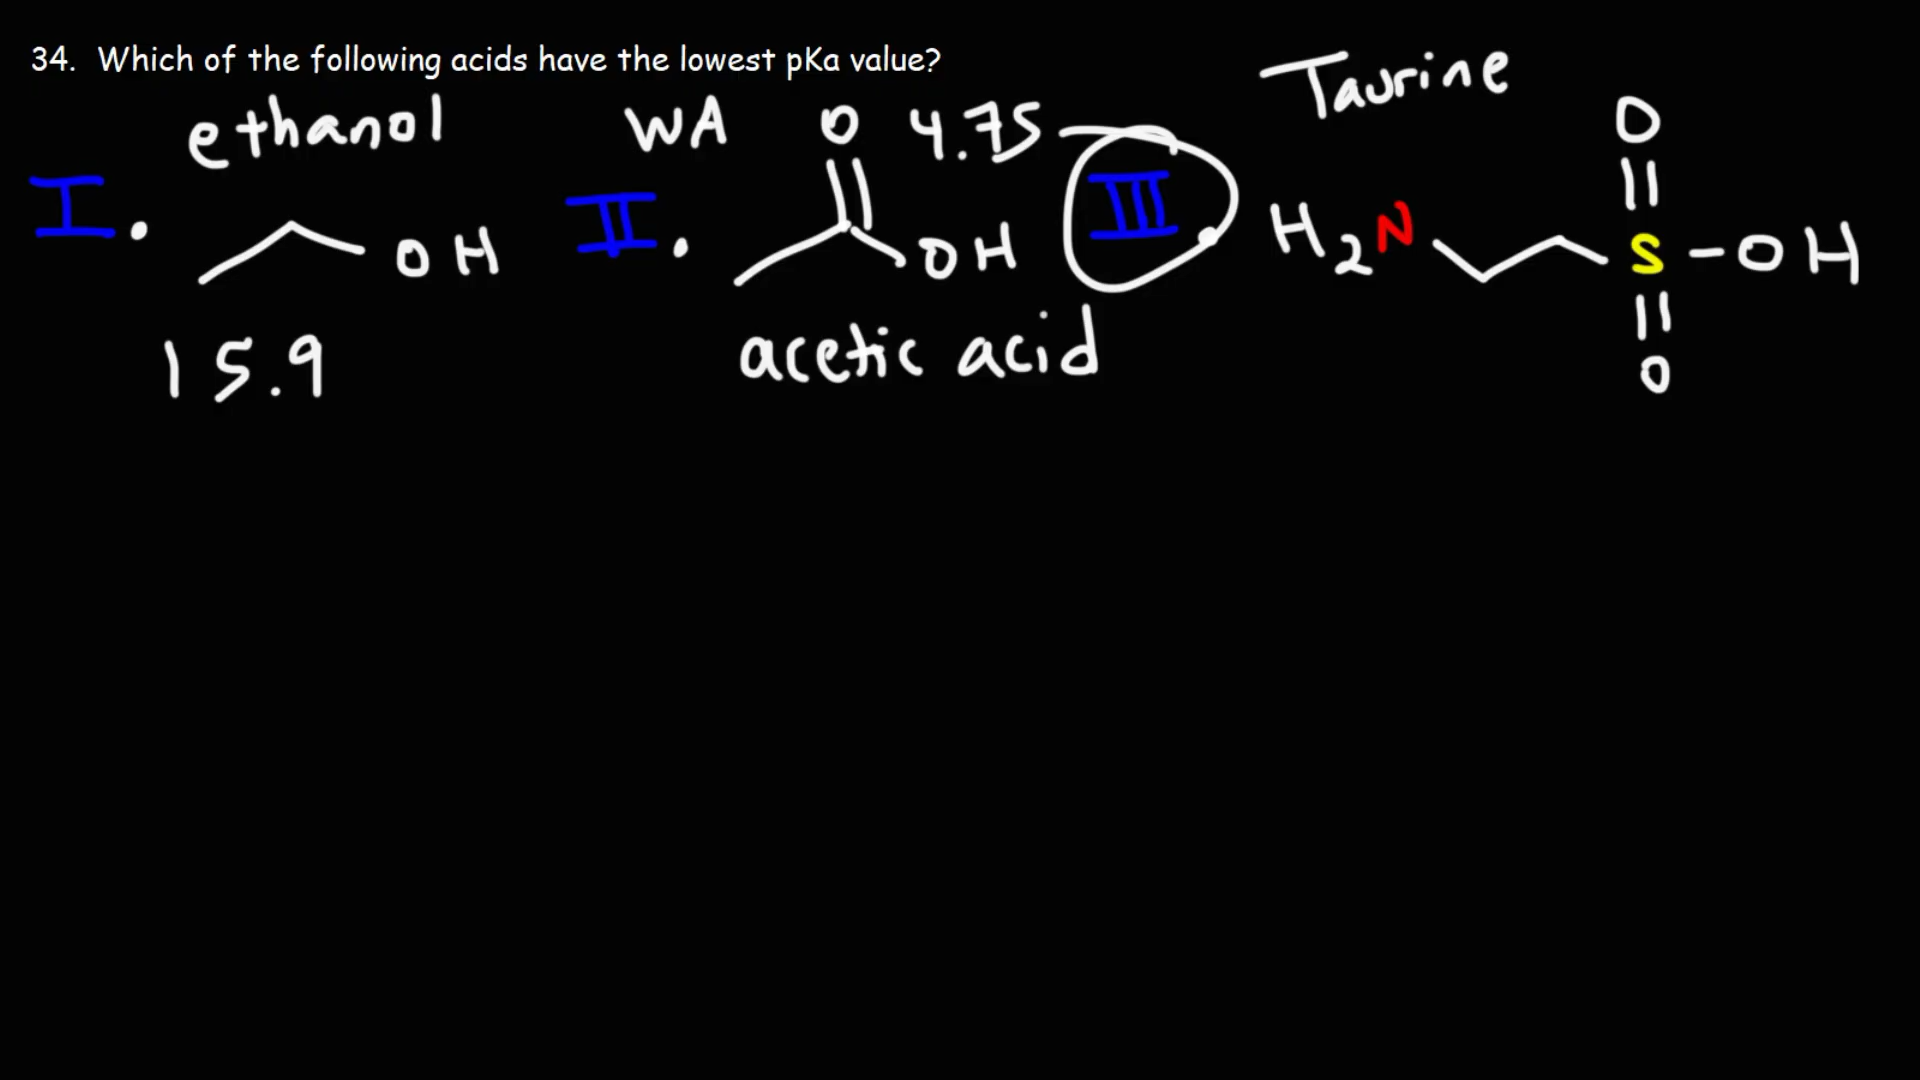 34. Which of the following acids have the lowest pKa value?
ethanol
I.
OH
15.9
WA
II.
O
OH
4.75
acetic acid
III.
Taurine
O
H2N S-OH
O